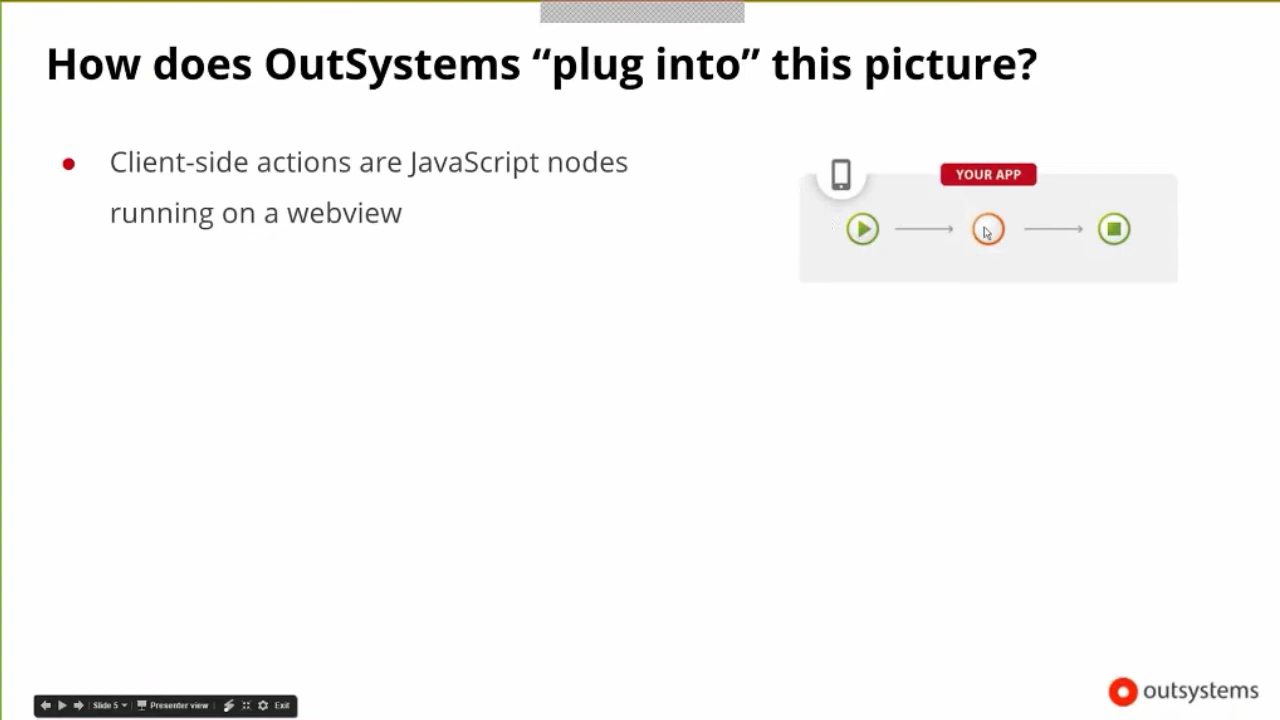 How does OutSystems “plug into” this picture?
Client-side actions are JavaScript nodes
running on a webview
YOUR APP
Slide 5
Presenter view
Exit
outsystems